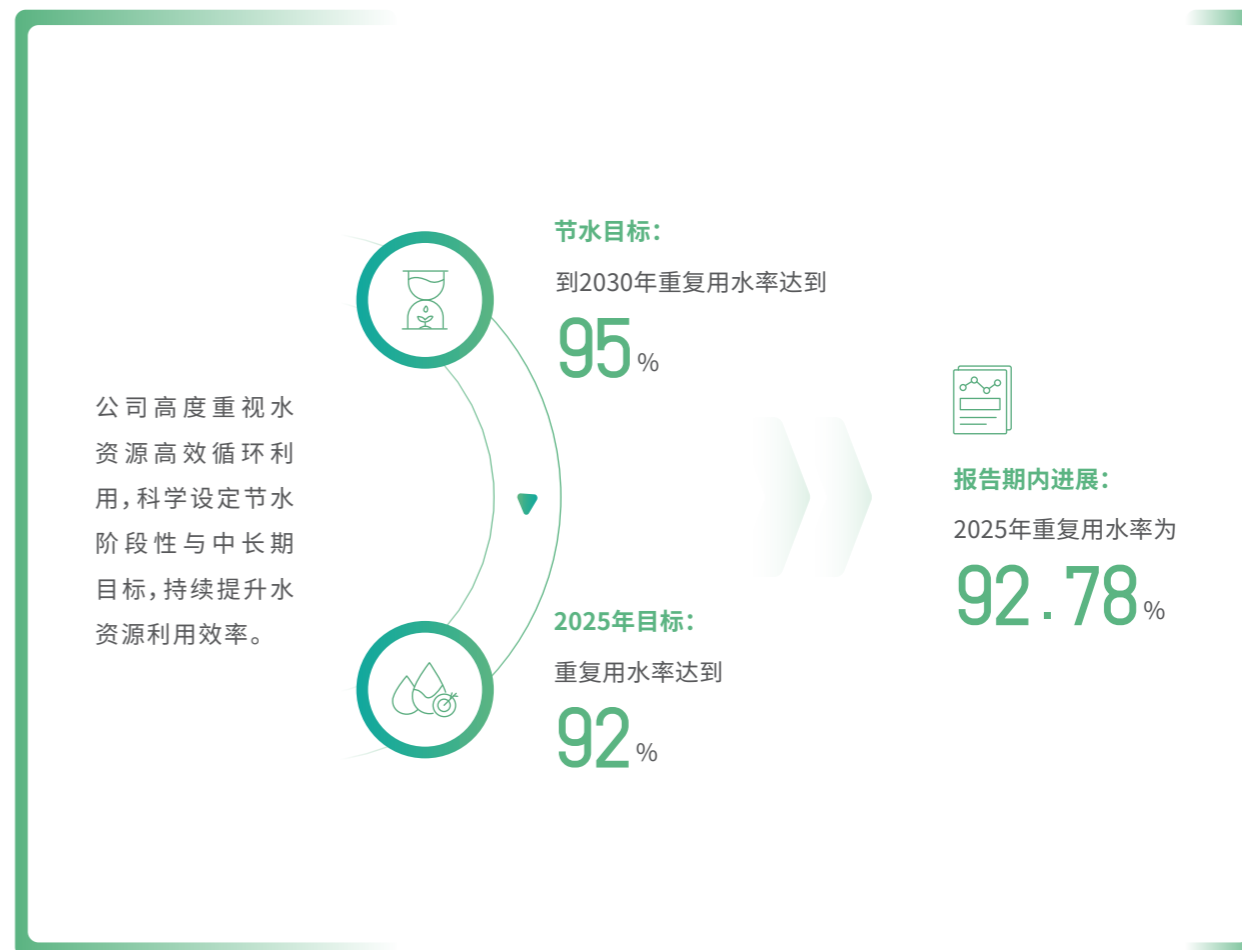 公司高度重视水
资源高效循环利
用，科学设定节水
阶段性与中长期
目标，持续提升水
资源利用效率。
节水目标：
到2030年重复用水率达到
95%
2025年目标：
重复用水率达到
92%
报告期内进展：
2025年重复用水率为
92.78%